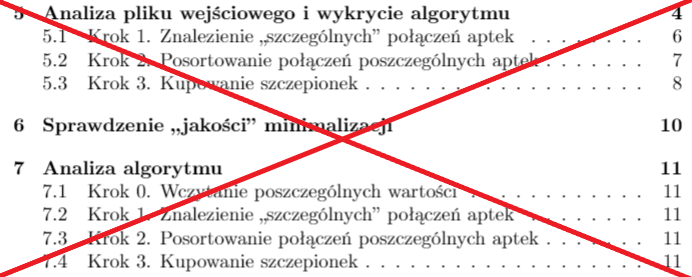 5 Analiza pliku wejściowego i wykrycie algorytmu 4
5.1 Krok 1. Znalezienie „szczególnych” połączeń aptek . . . . . . . 6
5.2 Krok 2. Posortowanie połączeń poszczególnych aptek . . . . . . 7
5.3 Krok 3. Kupowanie szczepionek . . . . . . . . . . . . . . . . . 8
6 Sprawdzenie „jakości” minimalizacji 10
7 Analiza algorytmu 11
7.1 Krok 0. Wczytanie poszczególnych wartości . . . . . . . . . . 11
7.2 Krok 1. Znalezienie „szczególnych” połączeń aptek . . . . . . . 11
7.3 Krok 2. Posortowanie połączeń poszczególnych aptek . . . . . . 11
7.4 Krok 3. Kupowanie szczepionek . . . . . . . . . . . . . . . . . 11